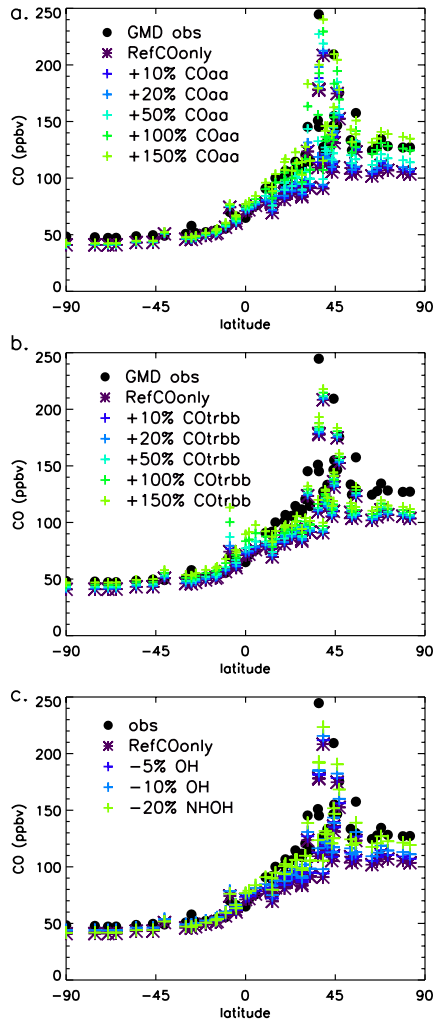 a.
250
200
150
100
50
0
CO (ppbv)
GMD obs
RefCOonly
+10% COaa
+20% COaa
+50% COaa
+100% COaa
+150% COaa
-90
-45
0
45
90
latitude
b.
250
200
150
100
50
0
CO (ppbv)
GMD obs
RefCOonly
+10% COtrbb
+20% COtrbb
+50% COtrbb
+100% COtrbb
+150% COtrbb
-90
-45
0
45
90
latitude
c.
250
200
150
100
50
0
CO (ppbv)
obs
RefCOonly
-5% OH
-10% OH
-20% NHOH
-90
-45
0
45
90
latitude